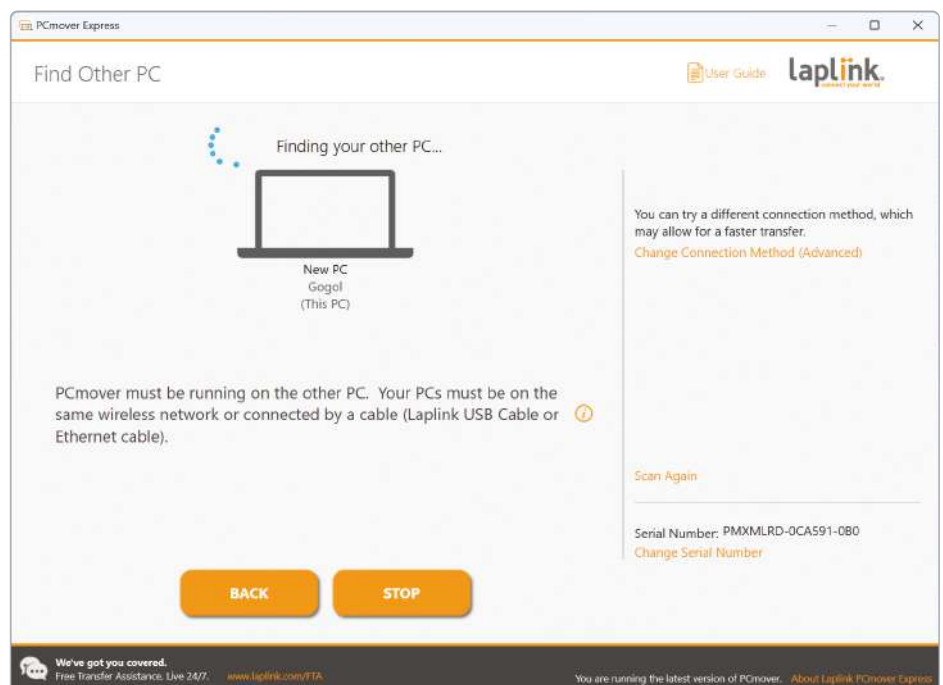 PCmover Express
Find Other PC
User Guide
laplink.
connect your world
Finding your other PC...
New PC
Gogol
(This PC)
PCmover must be running on the other PC. Your PCs must be on the
same wireless network or connected by a cable (Laplink USB Cable or
Ethernet cable).
You can try a different connection method, which
may allow for a faster transfer.
Change Connection Method (Advanced)
Scan Again
Serial Number: PMXMLRD-0CA591-0B0
Change Serial Number
BACK
STOP
We've got you covered.
Free Transfer Assistance. Live 24/7. www.laplink.com/FTA
You are running the latest version of PCmover. About Laplink PCmover Express